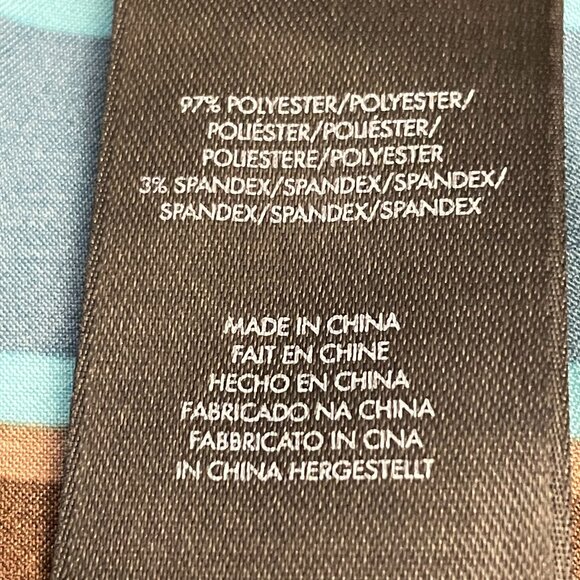 97% POLYESTER/POLYESTER/
POLIÉSTER/POLIÉSTER/
POLIESTERE/POLYESTER
3% SPANDEX/SPANDEX/SPANDEX/
SPANDEX/SPANDEX/SPANDEX
MADE IN CHINA
FAIT EN CHINE
HECHO EN CHINA
FABRICADO NA CHINA
FABBRICATO IN CINA
IN CHINA HERGESTELLT